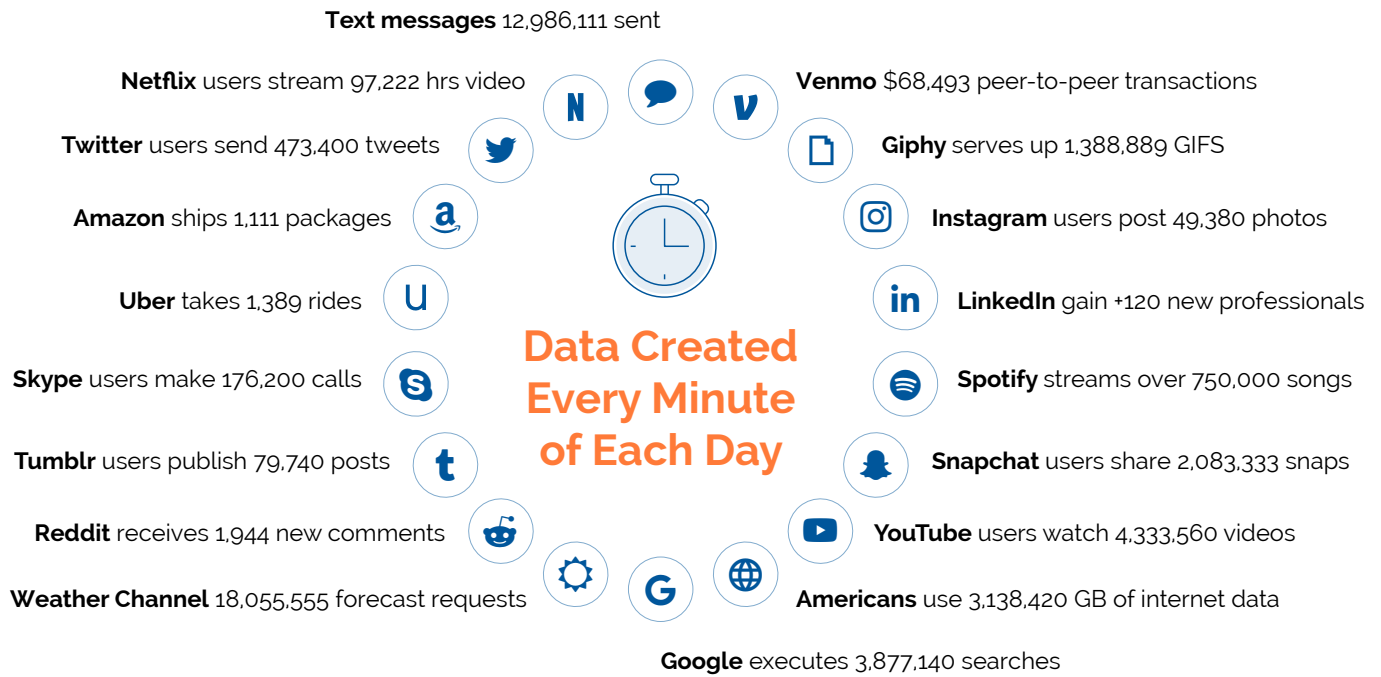 Text messages 12,986,111 sent
Netflix users stream 97,222 hrs video
Venmo $68,493 peer-to-peer transactions
Twitter users send 473,400 tweets
Giphy serves up 1,388,889 GIFS
Amazon ships 1,111 packages
Instagram users post 49,380 photos
Uber takes 1,389 rides
LinkedIn gain +120 new professionals
Data Created
Every Minute
of Each Day
Skype users make 176,200 calls
Spotify streams over 750,000 songs
Tumblr users publish 79,740 posts
Snapchat users share 2,083,333 snaps
Reddit receives 1,944 new comments
YouTube users watch 4,333,560 videos
Weather Channel 18,055,555 forecast requests
Americans use 3,138,420 GB of internet data
Google executes 3,877,140 searches